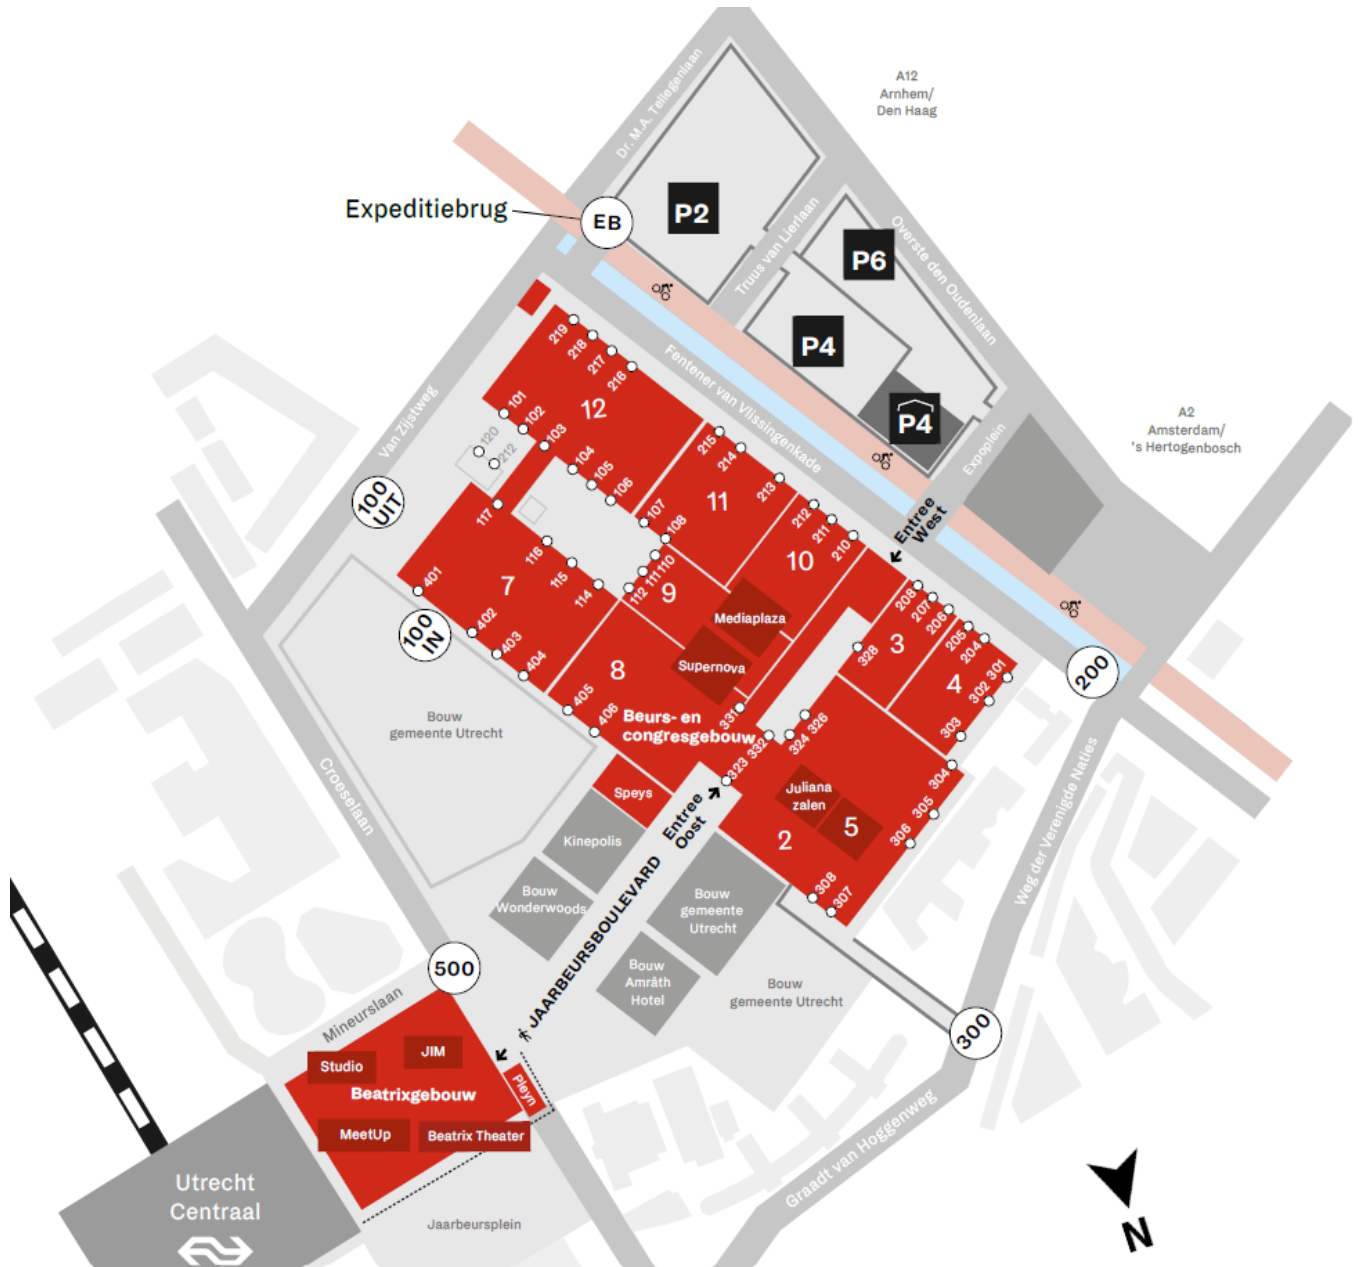 Dr. M.A. Tellegenlaan
A12
Arnhem/
Den Haag
Expeditiebrug
EB
P2
Truus van Lierlaan
P6
Overste den Oudenlaan
P4
P4
Expoplein
A2
Amsterdam/
's Hertogenbosch
Fentener van Vlissingenkade
Van Zijstweg
219
218
217
216
12
101
102
103
120
212
104
105
106
107
108
215
214
213
11
212
211
210
10
Entree
West
100
UIT
117
116
115
114
110
111
112
9
7
401
402
403
404
100
IN
Mediaplaza
Supernova
8
405
406
Beurs- en
congresgebouw
331
332
208
207
206
205
204
3
328
4
301
302
303
200
326
324
323
304
305
306
Juliana
zalen
5
2
308
307
Bouw
gemeente Utrecht
Croeselaan
Speys
Kinepolis
Bouw
Wonderwoods
Entree
Oost
JAARBEURSBOULEVARD
Bouw
gemeente
Utrecht
Bouw
Amrâth
Hotel
Bouw
gemeente Utrecht
Weg der Verenigde Naties
300
500
Mineurslaan
Studio
JIM
Beatrixgebouw
MeetUp
Beatrix Theater
Pleyn
Graadt van Hoggenweg
Utrecht
Centraal
Jaarbeursplein
N